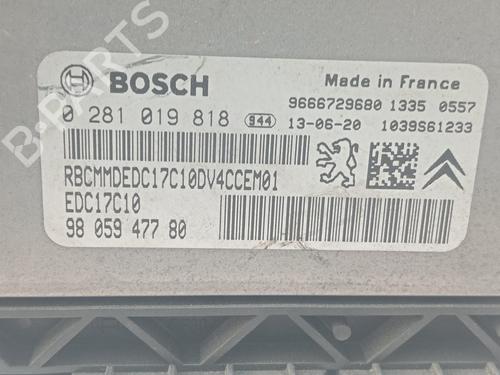 BOSCH
Made in France
9666729680 1335 0557
0 281 019 818 944 13-06-20 1039S61233
RBCMMDEDC17C10DV4CCEM01
EDC17C10
98 059 477 80
B-PARTS